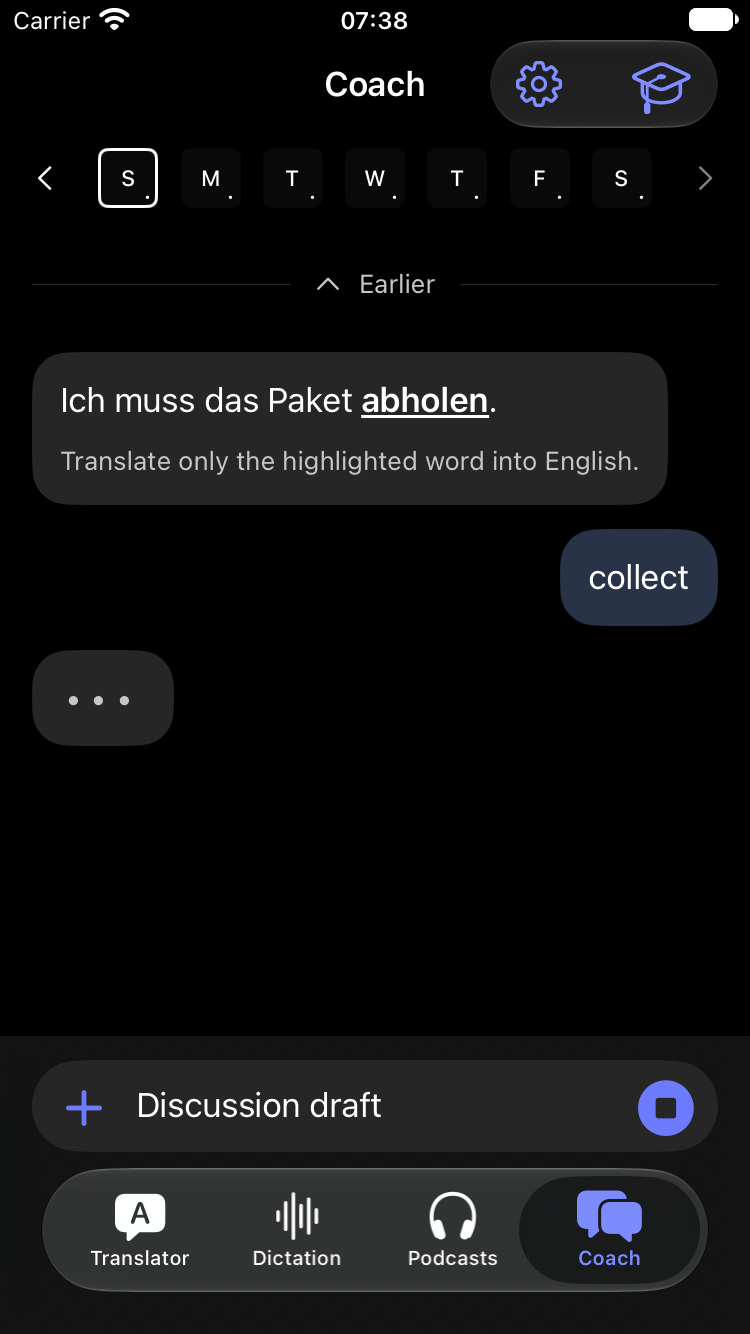 Carrier 07:38
Coach
S. M. T. W. T. F. S.
Earlier
Ich muss das Paket abholen.
Translate only the highlighted word into English.
collect
• • •
Discussion draft
A
Translator Dictation Podcasts Coach